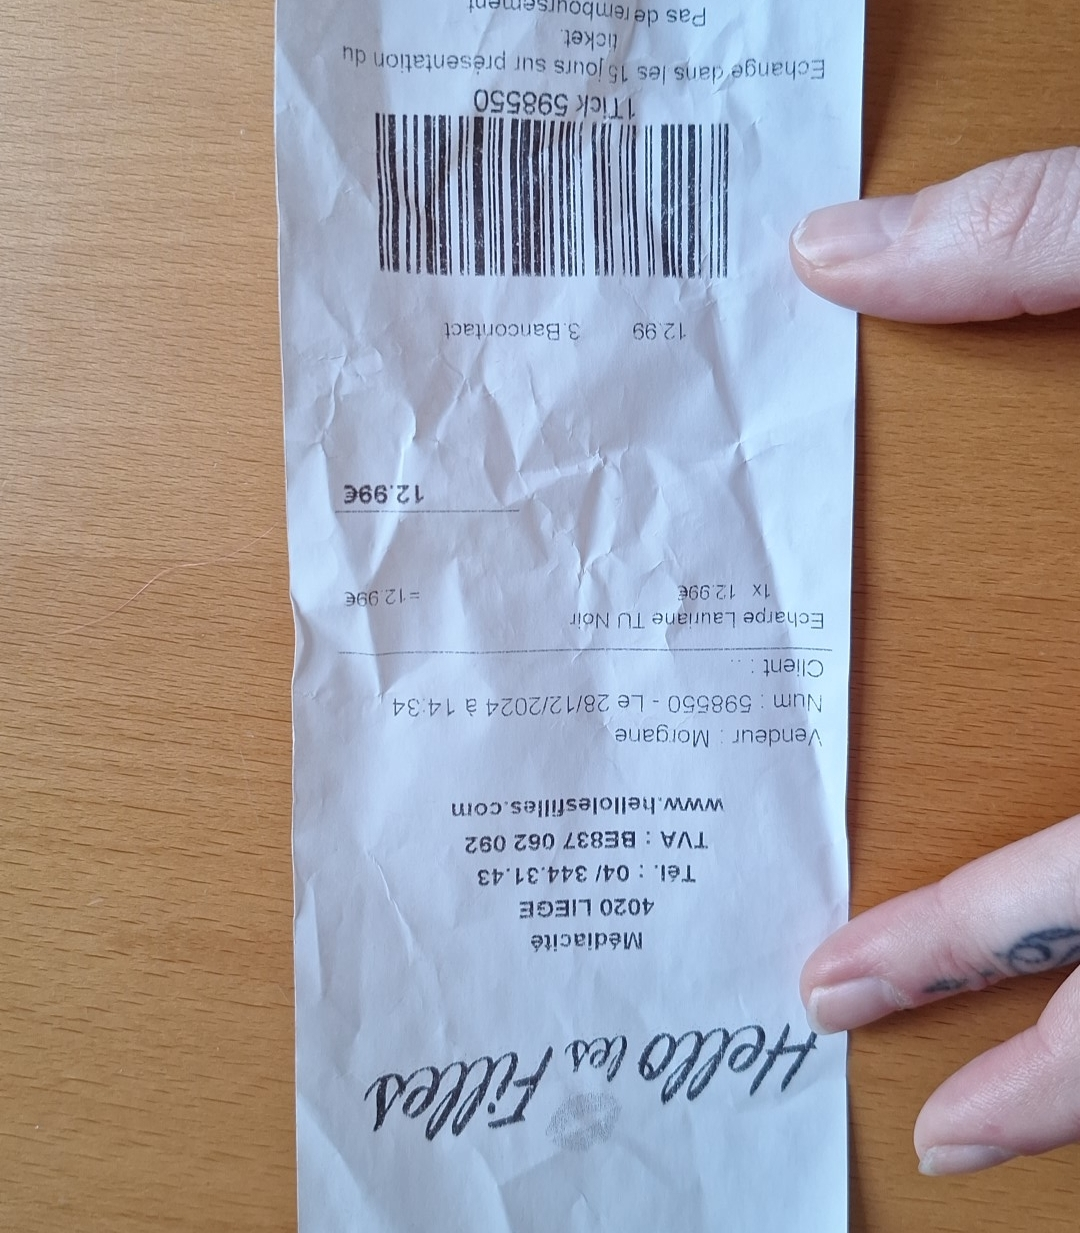 Hello les Filles
Médiacité
4020 LIEGE
Tél. : 04/ 344.31.43
TVA : BE837 062 092
www.hellolesfilles.com
Vendeur : Morgane
Num : 598550 - Le 28/12/2024 à 14:34
Client : ..
Echarpe Lauriane TU Noir
1x 12.99€ =12.99€
12.99€
12.99 3.Bancontact
1Tick 598550
Echange dans les 15 jours sur présentation du
ticket.
Pas de remboursement